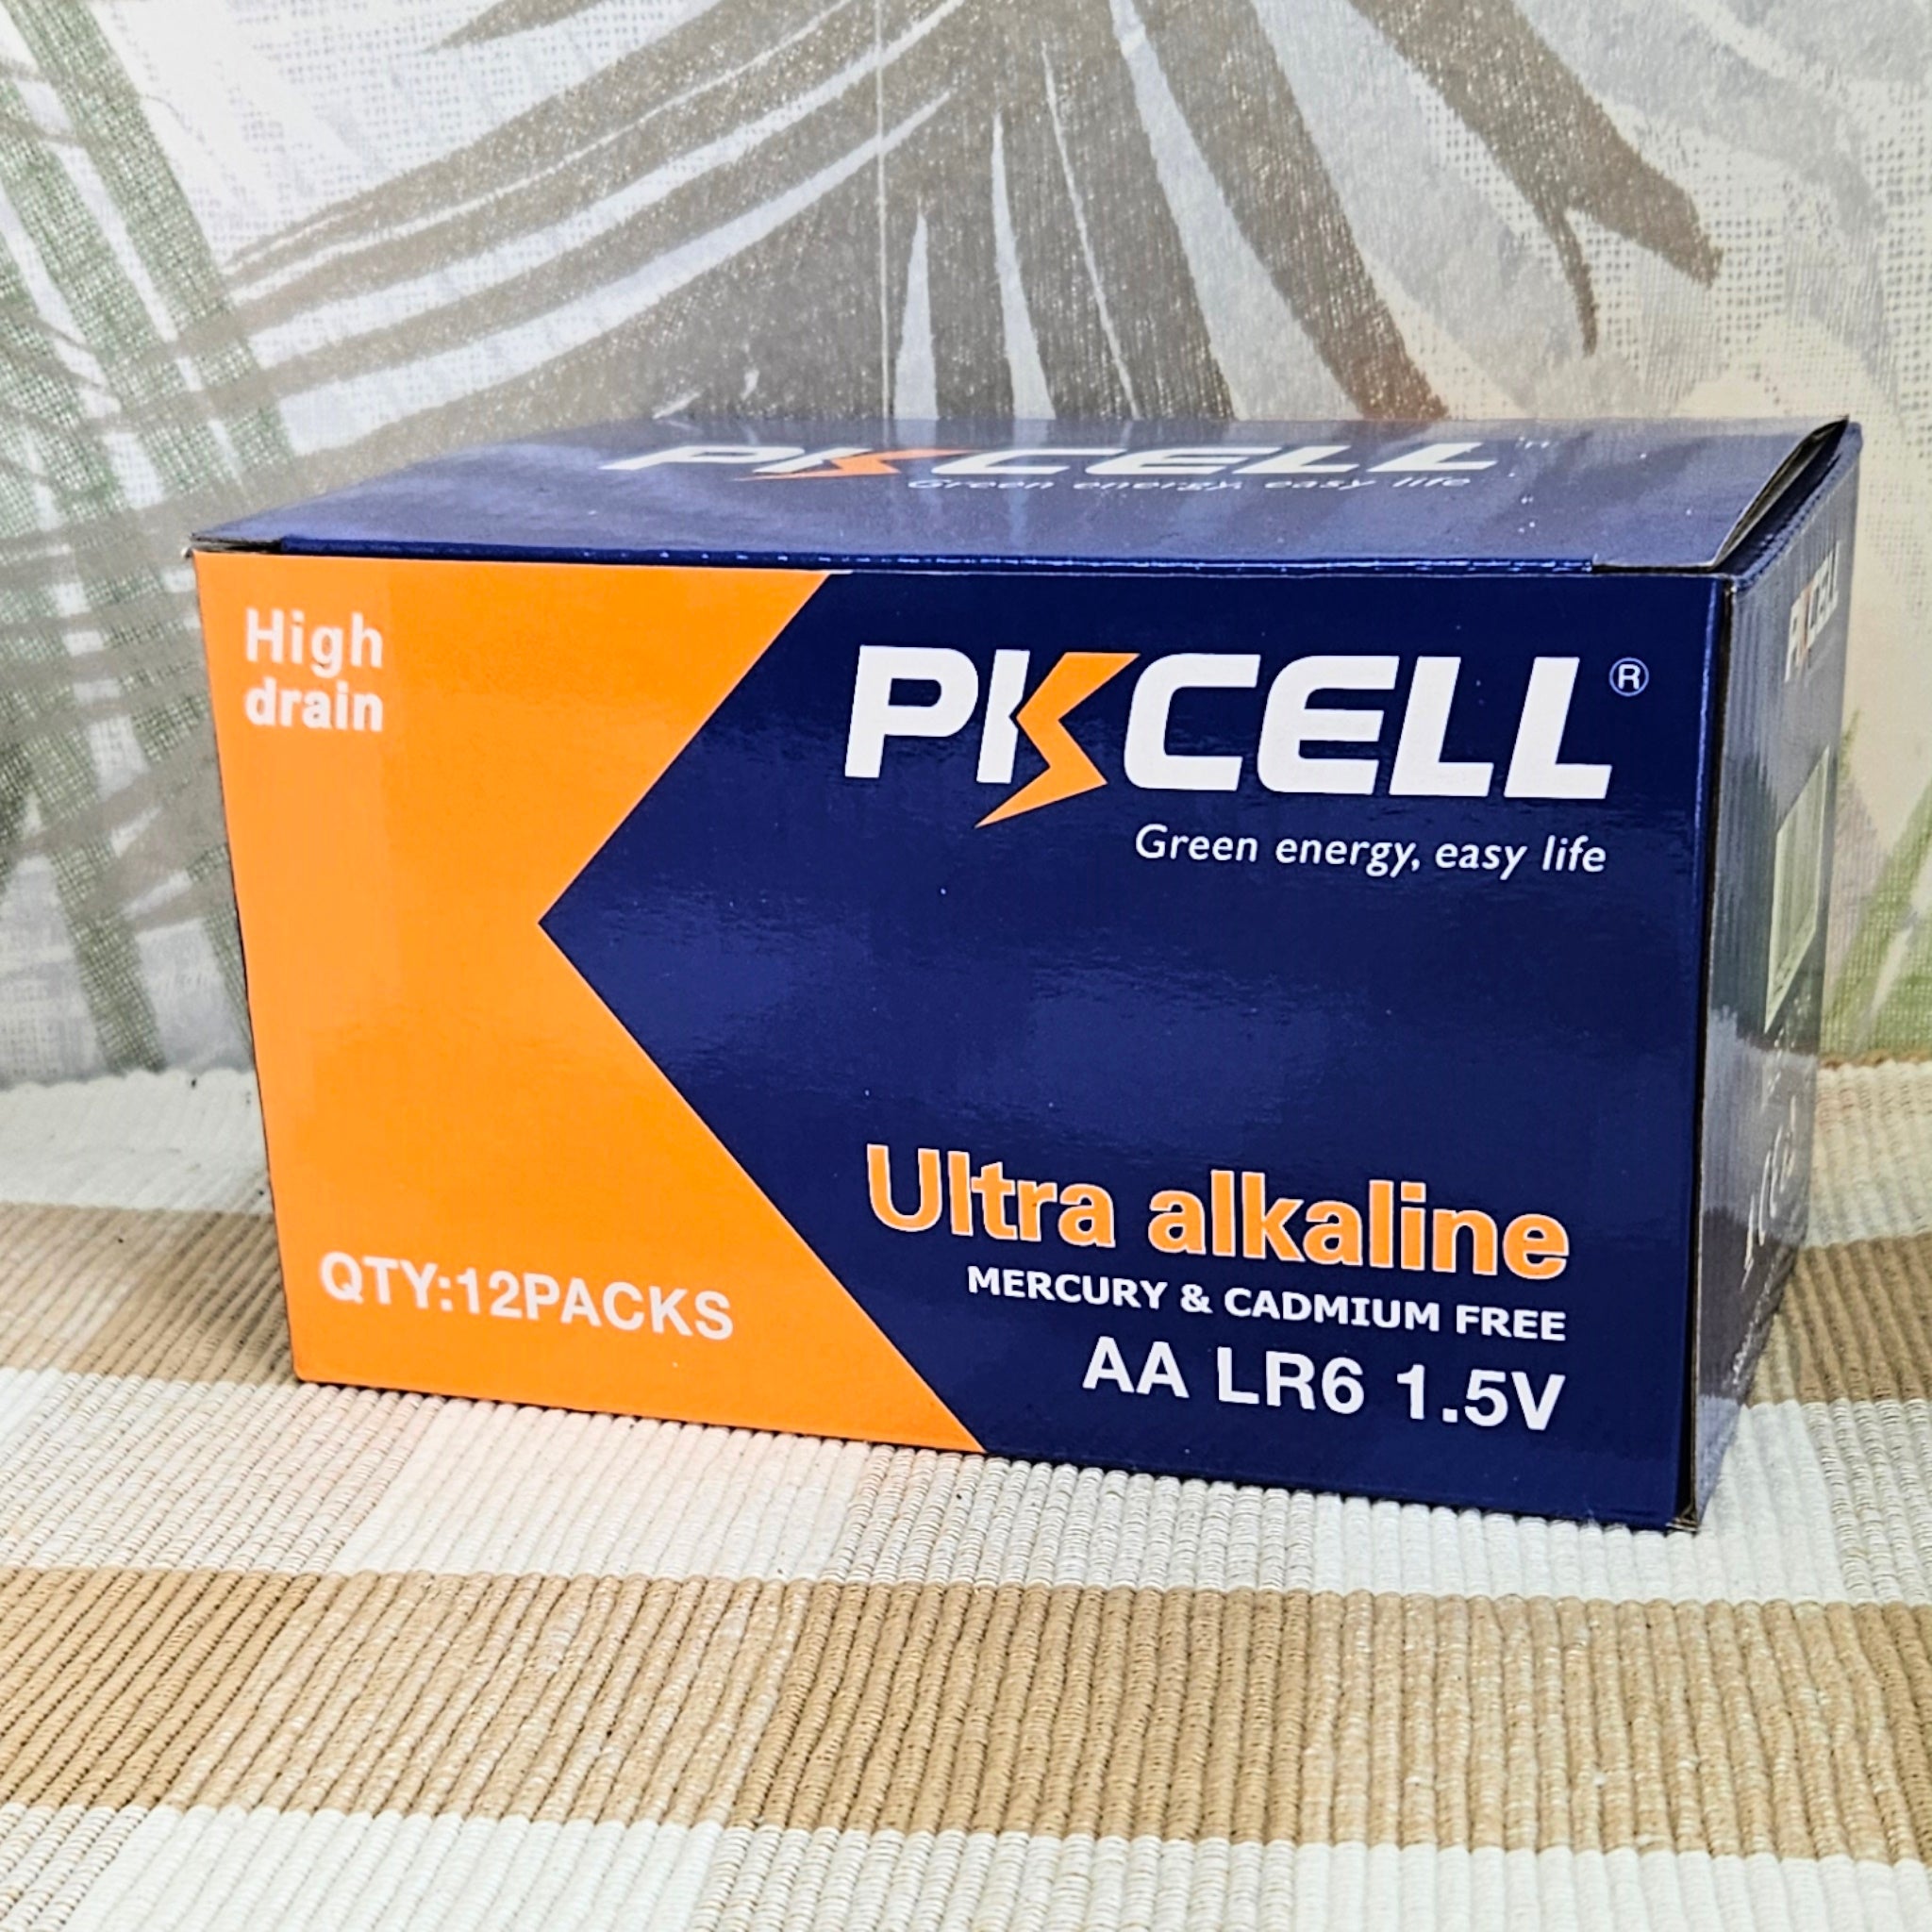 PKCELL
Green energy, easy life
High
drain
PKCELL®
Green energy, easy life
QTY:12PACKS
Ultra alkaline
MERCURY & CADMIUM FREE
AA LR6 1.5V
PKCELL